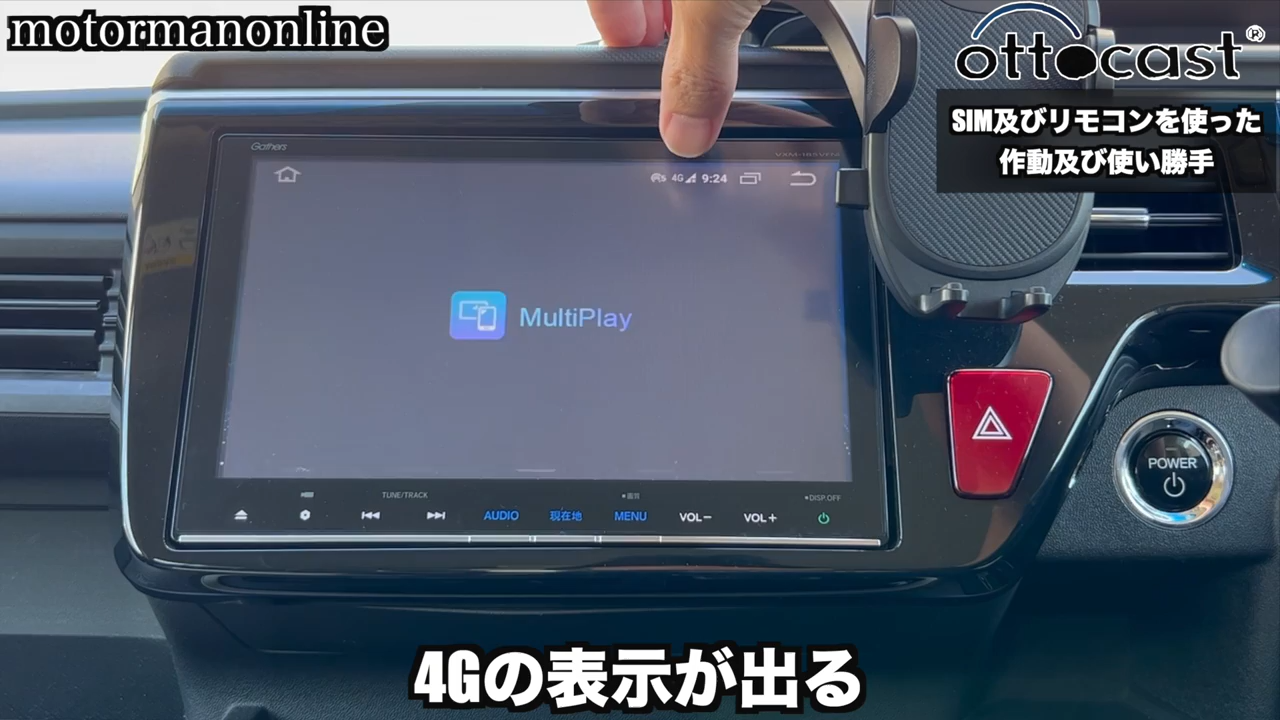 motormanonline
ottocast®
SIM及びリモコンを使った
作動及び使い勝手
Gathers
4G 9:24
MultiPlay
TUNE/TRACK
画質
DISP.OFF
AUDIO 現在地 MENU VOL− VOL+
POWER
4Gの表示が出る